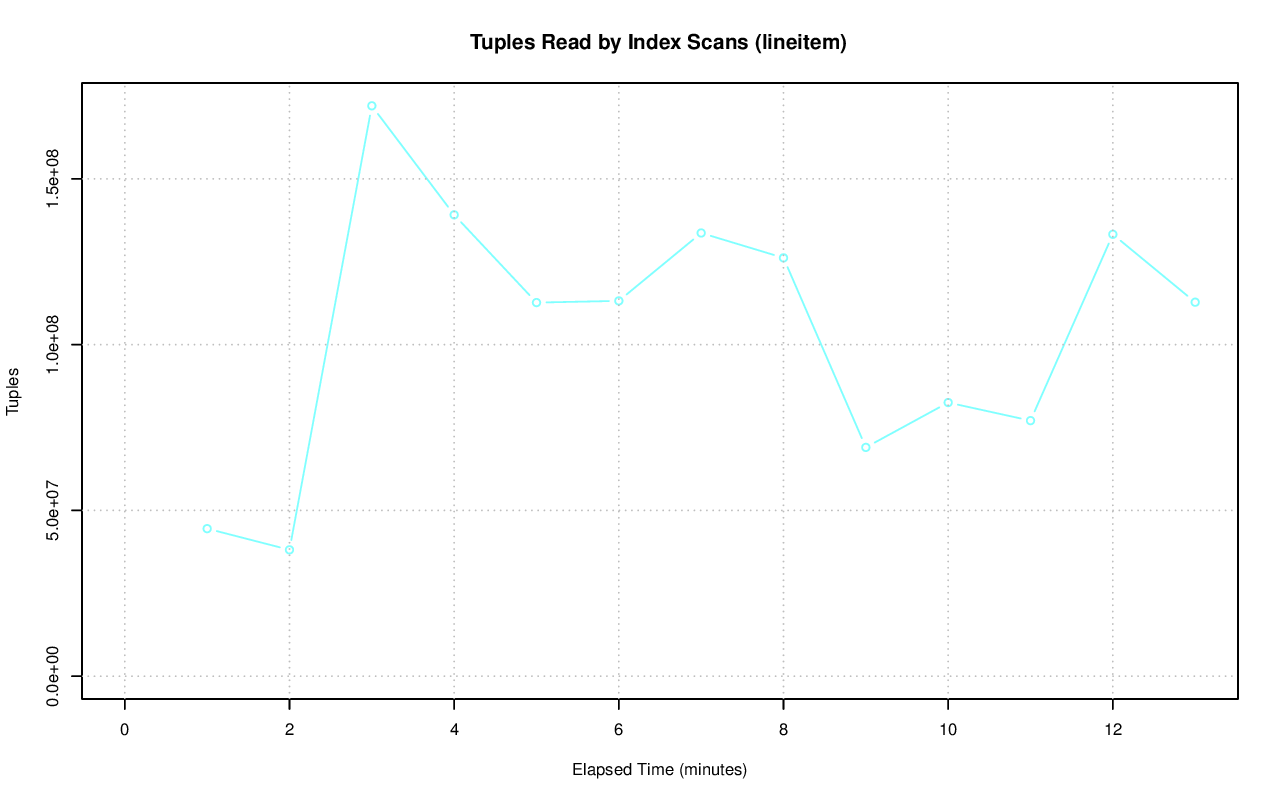 Tuples Read by Index Scans (lineitem)
Tuples
1.5e+08
1.0e+08
5.0e+07
0.0e+00
0 2 4 6 8 10 12
Elapsed Time (minutes)